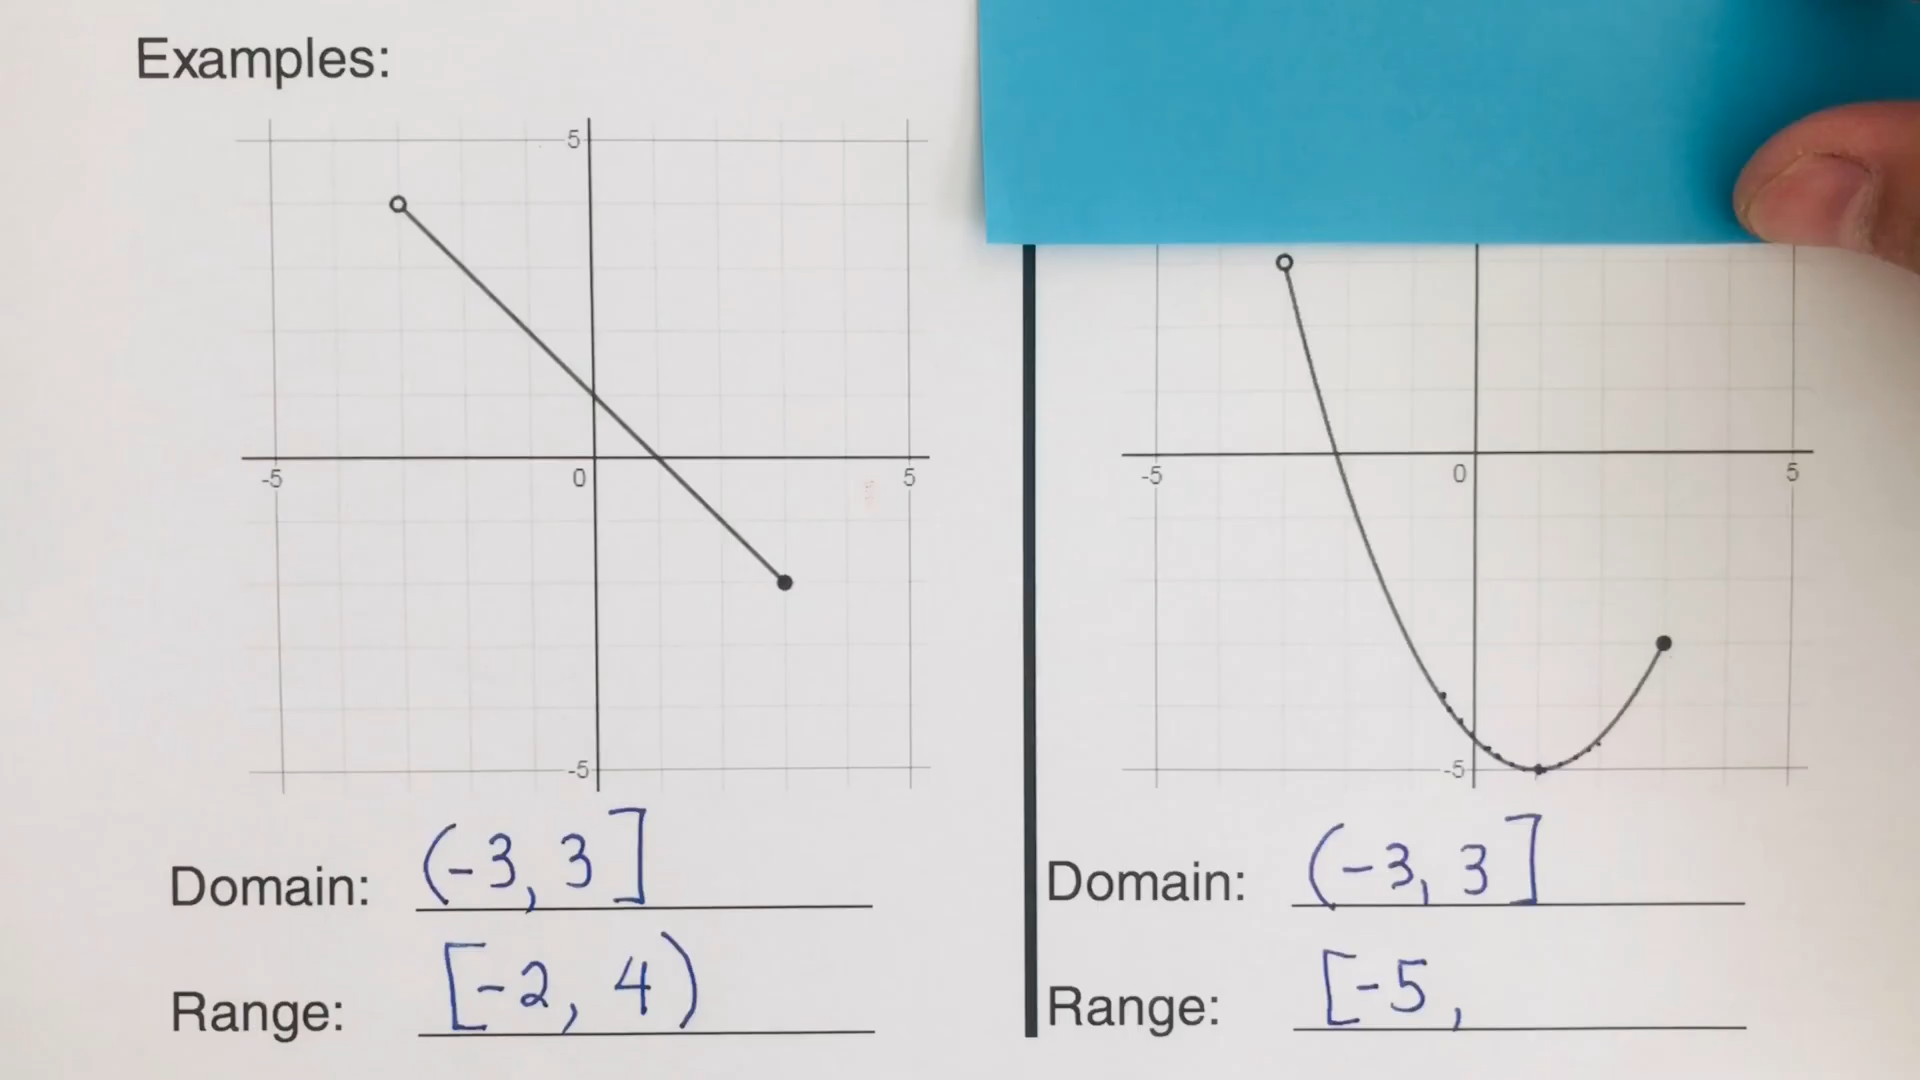 Examples:
5
-5 0 5
-5
Domain: (-3, 3]
Range: [-2, 4)
-5 0 5
-5
Domain: (-3, 3]
Range: [-5,